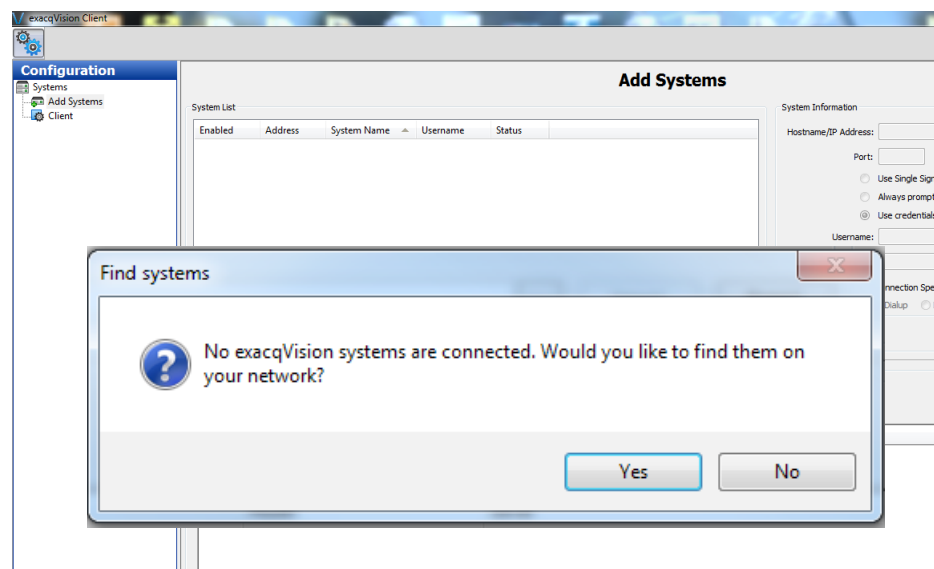 exacqVision Client
Configuration
Systems
Add Systems
Client
Add Systems
System List
Enabled Address System Name Username Status
System Information
Hostname/IP Address:
Port:
Use Single Sign
Always prompt
Use credentials
Username:
nnection Spe
Dialup
Find systems
No exacqVision systems are connected. Would you like to find them on
your network?
Yes No